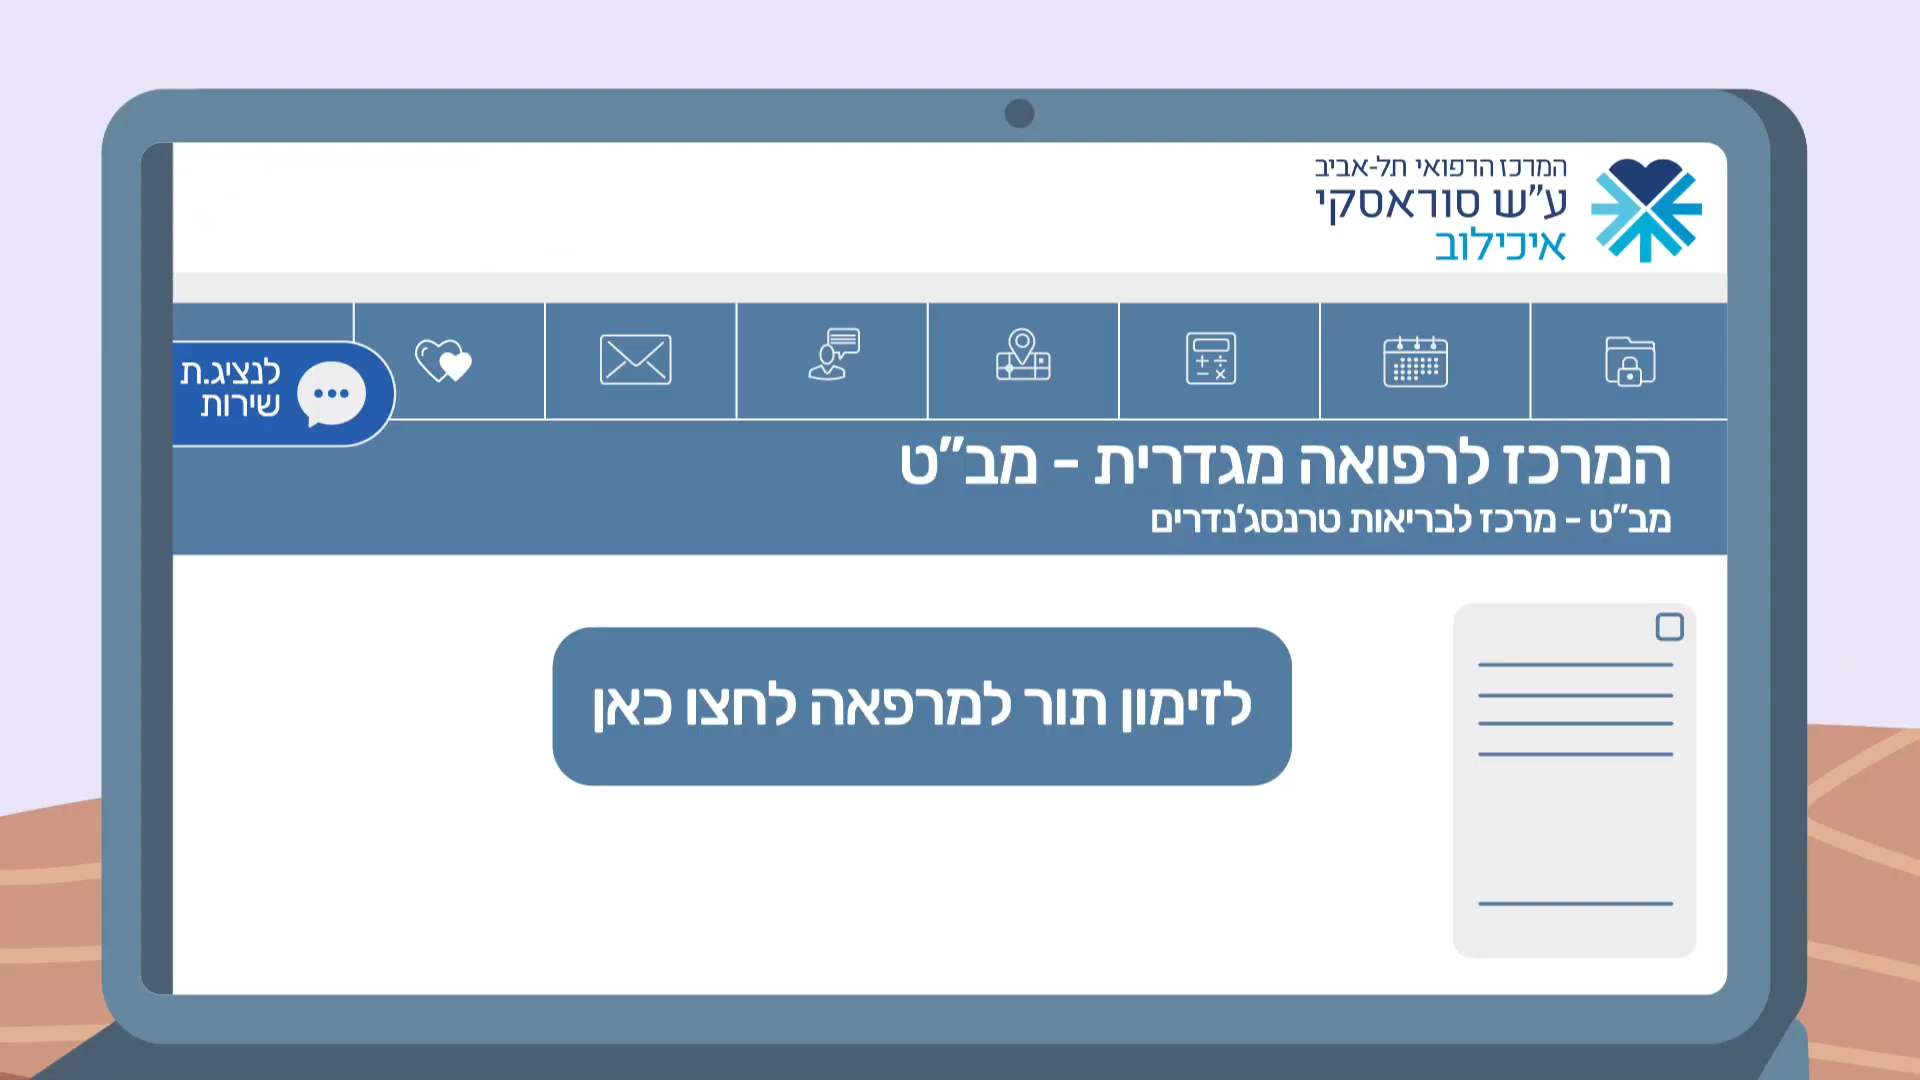 המרכז הרפואי תל-אביב
ע״ש סוראסקי
איכילוב
לנציג.ת
שירות
המרכז לרפואה מגדרית - מב״ט
מב״ט - מרכז לבריאות טרנסג׳נדרים
לזימון תור למרפאה לחצו כאן